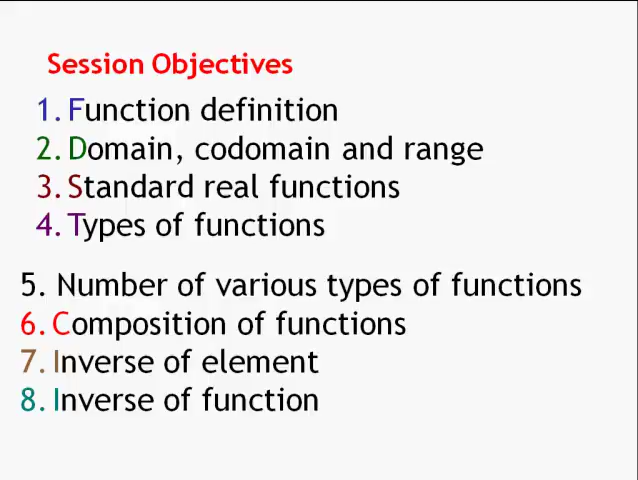 Session Objectives
1. Function definition
2. Domain, codomain and range
3. Standard real functions
4. Types of functions
5. Number of various types of functions
6. Composition of functions
7. Inverse of element
8. Inverse of function